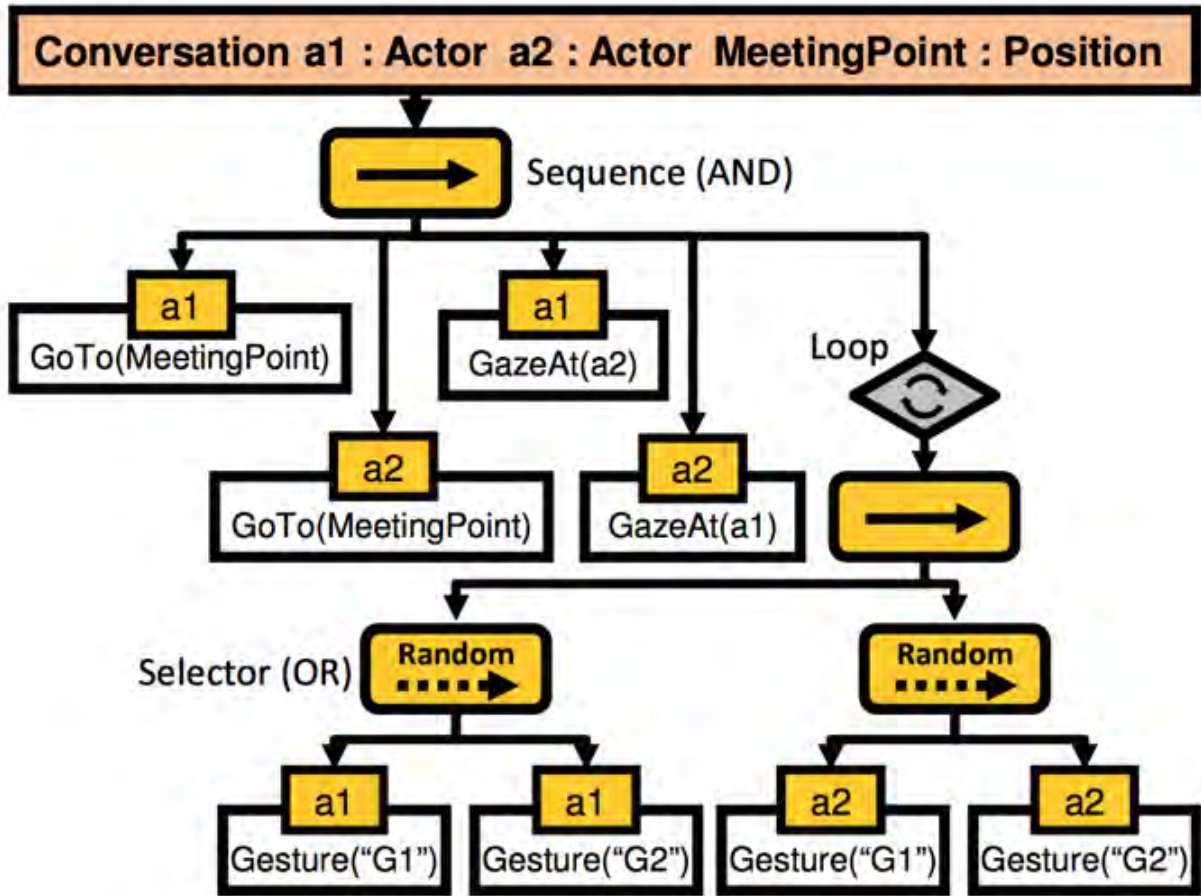 Conversation a1 : Actor a2 : Actor MeetingPoint : Position
Sequence (AND)
a1
GoTo(MeetingPoint)
a1
GazeAt(a2)
Loop
a2
GoTo(MeetingPoint)
a2
GazeAt(a1)
Selector (OR)
Random
Random
a1
Gesture(“G1”)
a1
Gesture(“G2”)
a2
Gesture(“G1”)
a2
Gesture(“G2”)